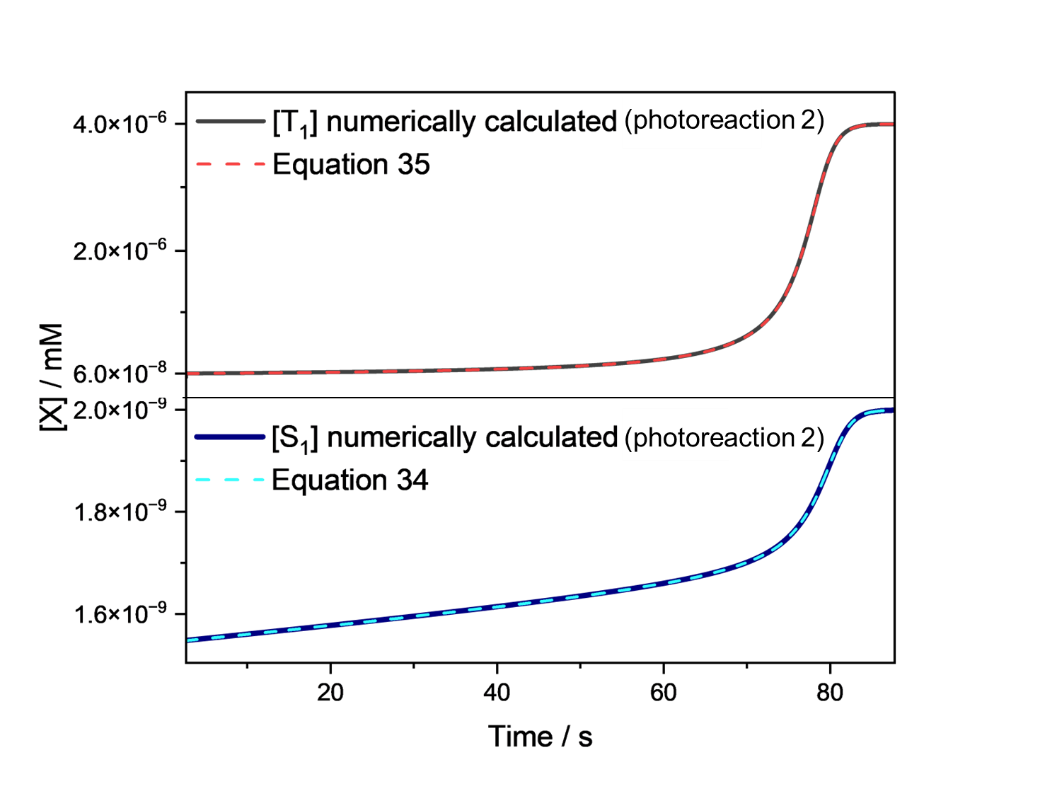 4.0×10⁻⁶
[T₁] numerically calculated (photoreaction 2)
Equation 35
2.0×10⁻⁶
6.0×10⁻⁸
[X] / mM
2.0×10⁻⁹
[S₁] numerically calculated (photoreaction 2)
Equation 34
1.8×10⁻⁹
1.6×10⁻⁹
20 40 60 80
Time / s